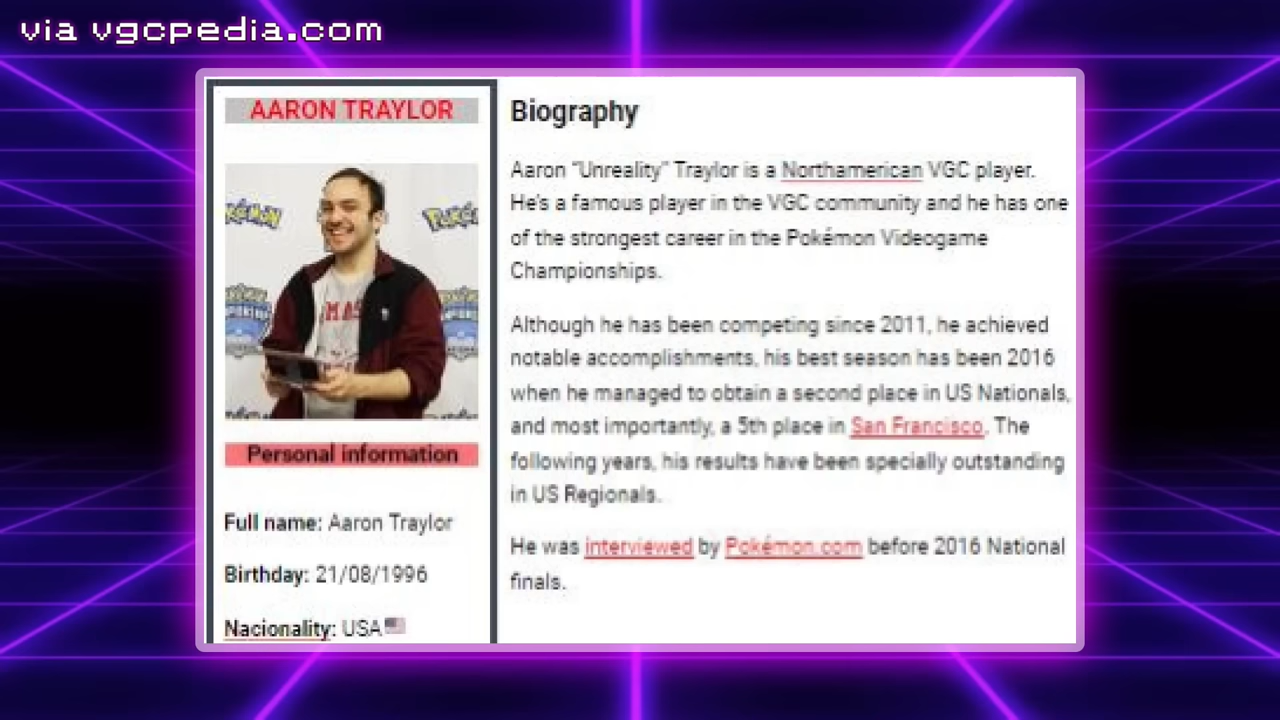 via vgcpedia.com
AARON TRAYLOR
Personal information
Full name: Aaron Traylor
Birthday: 21/08/1996
Nacionality: USA
Biography
Aaron “Unreality” Traylor is a Northamerican VGC player.
He's a famous player in the VGC community and he has one
of the strongest career in the Pokémon Videogame
Championships.
Although he has been competing since 2011, he achieved
notable accomplishments, his best season has been 2016
when he managed to obtain a second place in US Nationals,
and most importantly, a 5th place in San Francisco. The
following years, his results have been specially outstanding
in US Regionals.
He was interviewed by Pokémon.com before 2016 National
finals.